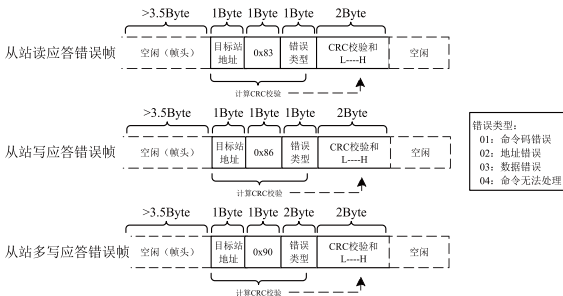 >3.5Byte 1Byte 1Byte 1Byte 2Byte
从站读应答错误帧 空闲（帧头） 目标站地址 0x83 错误类型 CRC校验和 L----H 空闲
计算CRC校验
>3.5Byte 1Byte 1Byte 1Byte 2Byte
从站写应答错误帧 空闲（帧头） 目标站地址 0x86 错误类型 CRC校验和 L----H 空闲
计算CRC校验
>3.5Byte 1Byte 1Byte 2Byte 2Byte
从站多写应答错误帧 空闲（帧头） 目标站地址 0x90 错误类型 CRC校验和 L----H 空闲
计算CRC校验
错误类型：
01：命令码错误
02：地址错误
03：数据错误
04：命令无法处理